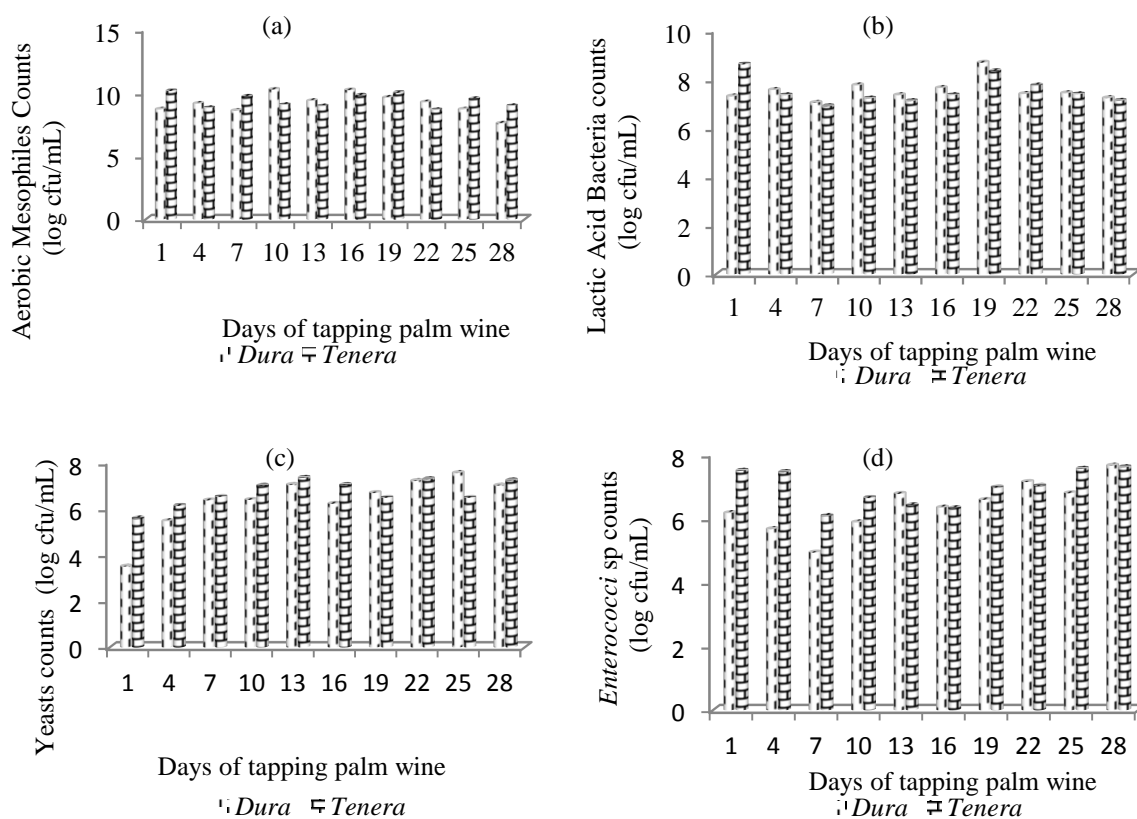 (a)
Aerobic Mesophiles Counts
(log cfu/mL)
15
10
5
0
1 4 7 10 13 16 19 22 25 28
Days of tapping palm wine
Dura Tenera
(b)
Lactic Acid Bacteria counts
(log cfu/mL)
10
8
6
4
2
0
1 4 7 10 13 16 19 22 25 28
Days of tapping palm wine
Dura Tenera
(c)
Yeasts counts (log cfu/mL)
8
6
4
2
0
1 4 7 10 13 16 19 22 25 28
Days of tapping palm wine
Dura Tenera
(d)
Enterococci sp counts
(log cfu/mL)
8
6
4
2
0
1 4 7 10 13 16 19 22 25 28
Days of tapping palm wine
Dura Tenera